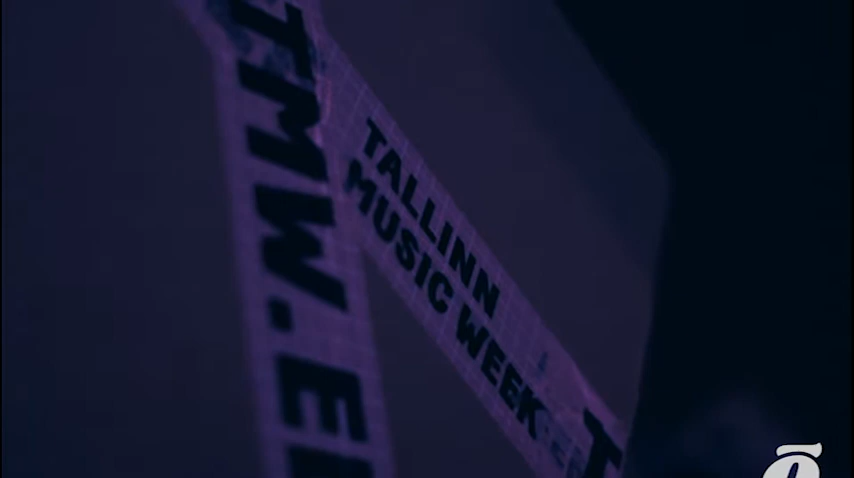 TMW.E
TALLINN
MUSIC WEEK
T
ō